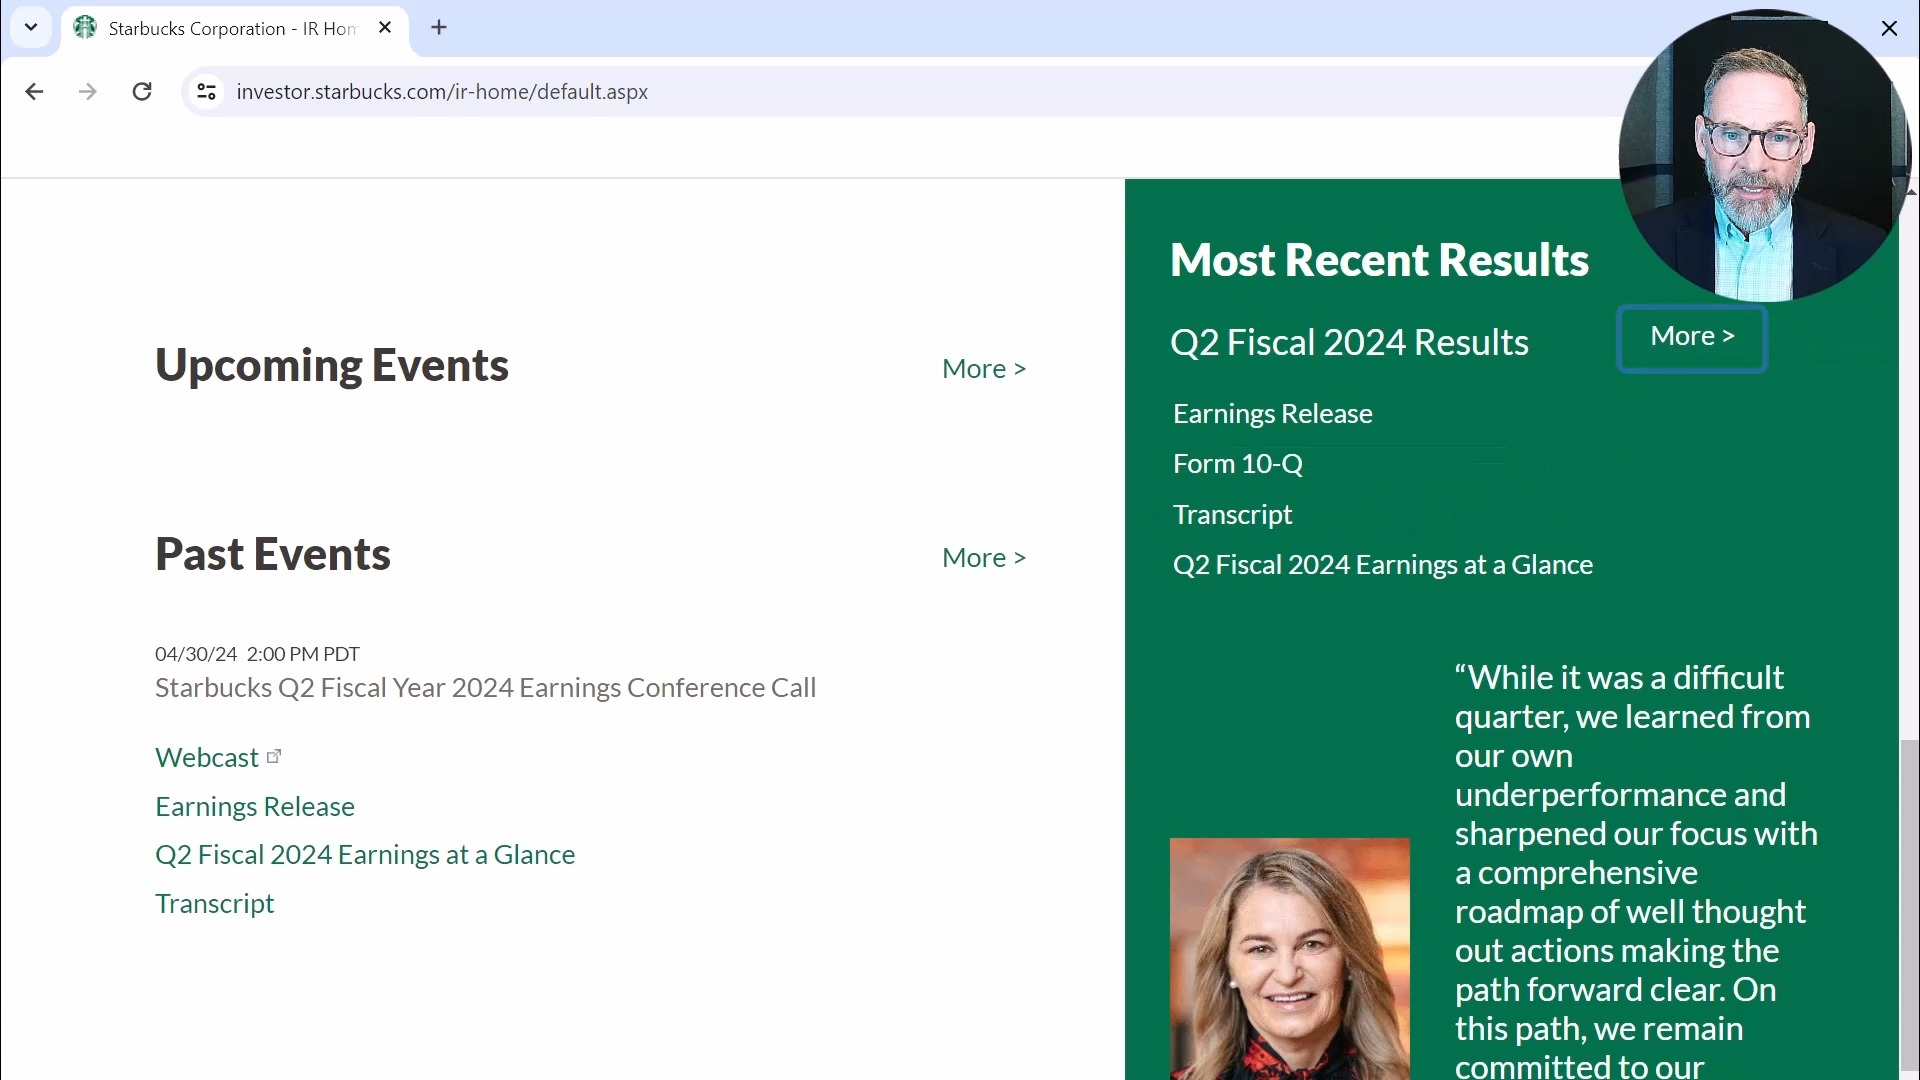 Starbucks Corporation - IR Hom
investor.starbucks.com/ir-home/default.aspx
Upcoming Events
More >
Past Events
More >
04/30/24 2:00 PM PDT
Starbucks Q2 Fiscal Year 2024 Earnings Conference Call
Webcast
Earnings Release
Q2 Fiscal 2024 Earnings at a Glance
Transcript
Most Recent Results
Q2 Fiscal 2024 Results
More >
Earnings Release
Form 10-Q
Transcript
Q2 Fiscal 2024 Earnings at a Glance
“While it was a difficult
quarter, we learned from
our own
underperformance and
sharpened our focus with
a comprehensive
roadmap of well thought
out actions making the
path forward clear. On
this path, we remain
committed to our